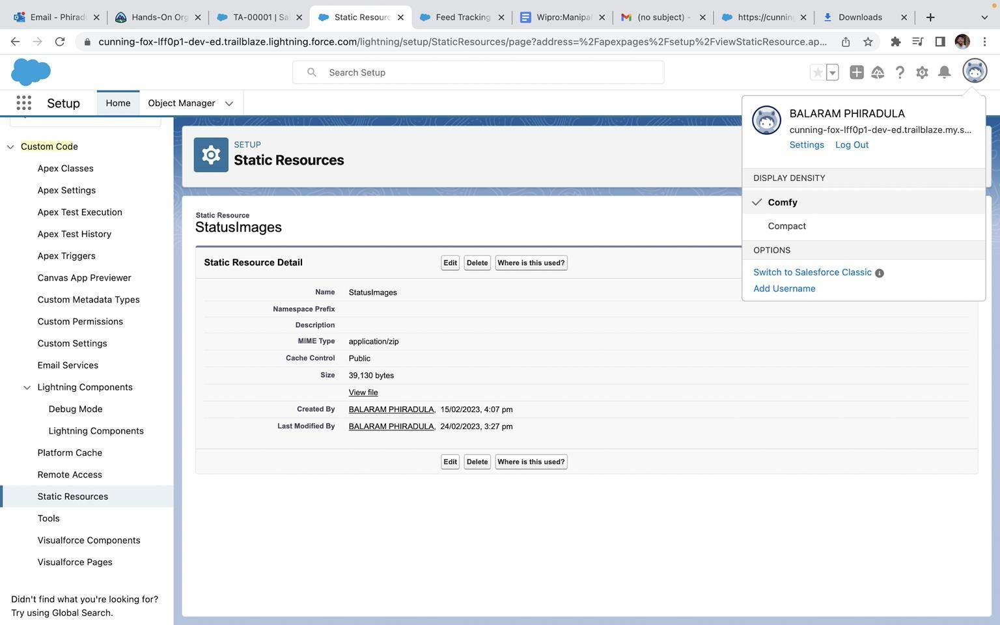 Email - Phirad
Hands-On Org
TA-00001 | Sa
Static Resourc
Feed Tracking
Wipro:Manipal
(no subject) -
https://cunnin
Downloads
cunning-fox-lff0p1-dev-ed.trailblaze.lightning.force.com/lightning/setup/StaticResources/page?address=%2Fapexpages%2Fsetup%2FviewStaticResource.ap...
Search Setup
Setup
Home
Object Manager
BALARAM PHIRADULA
cunning-fox-lff0p1-dev-ed.trailblaze.my.s...
Settings
Log Out
DISPLAY DENSITY
Comfy
Compact
OPTIONS
Switch to Salesforce Classic
Add Username
Custom Code
Apex Classes
Apex Settings
Apex Test Execution
Apex Test History
Apex Triggers
Canvas App Previewer
Custom Metadata Types
Custom Permissions
Custom Settings
Email Services
Lightning Components
Debug Mode
Lightning Components
Platform Cache
Remote Access
Static Resources
Tools
Visualforce Components
Visualforce Pages
Didn't find what you're looking for?
Try using Global Search.
SETUP
Static Resources
Static Resource
StatusImages
Static Resource Detail
Edit Delete Where is this used?
Name StatusImages
Namespace Prefix
Description
MIME Type application/zip
Cache Control Public
Size 39,130 bytes
View file
Created By BALARAM PHIRADULA, 15/02/2023, 4:07 pm
Last Modified By BALARAM PHIRADULA, 24/02/2023, 3:27 pm
Edit Delete Where is this used?